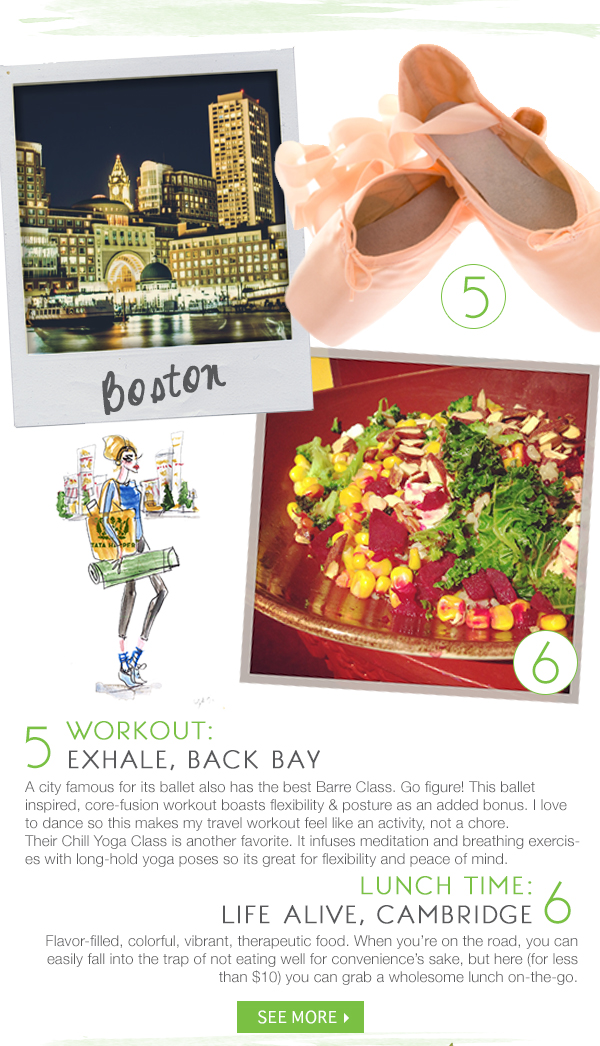 Boston
5
TATA HARPER
6
5 WORKOUT:
EXHALE, BACK BAY
A city famous for its ballet also has the best Barre Class. Go figure! This ballet
inspired, core-fusion workout boasts flexibility & posture as an added bonus. I love
to dance so this makes my travel workout feel like an activity, not a chore.
Their Chill Yoga Class is another favorite. It infuses meditation and breathing exercis-
es with long-hold yoga poses so its great for flexibility and peace of mind.
LUNCH TIME: 6
LIFE ALIVE, CAMBRIDGE
Flavor-filled, colorful, vibrant, therapeutic food. When you're on the road, you can
easily fall into the trap of not eating well for convenience's sake, but here (for less
than $10) you can grab a wholesome lunch on-the-go.
SEE MORE